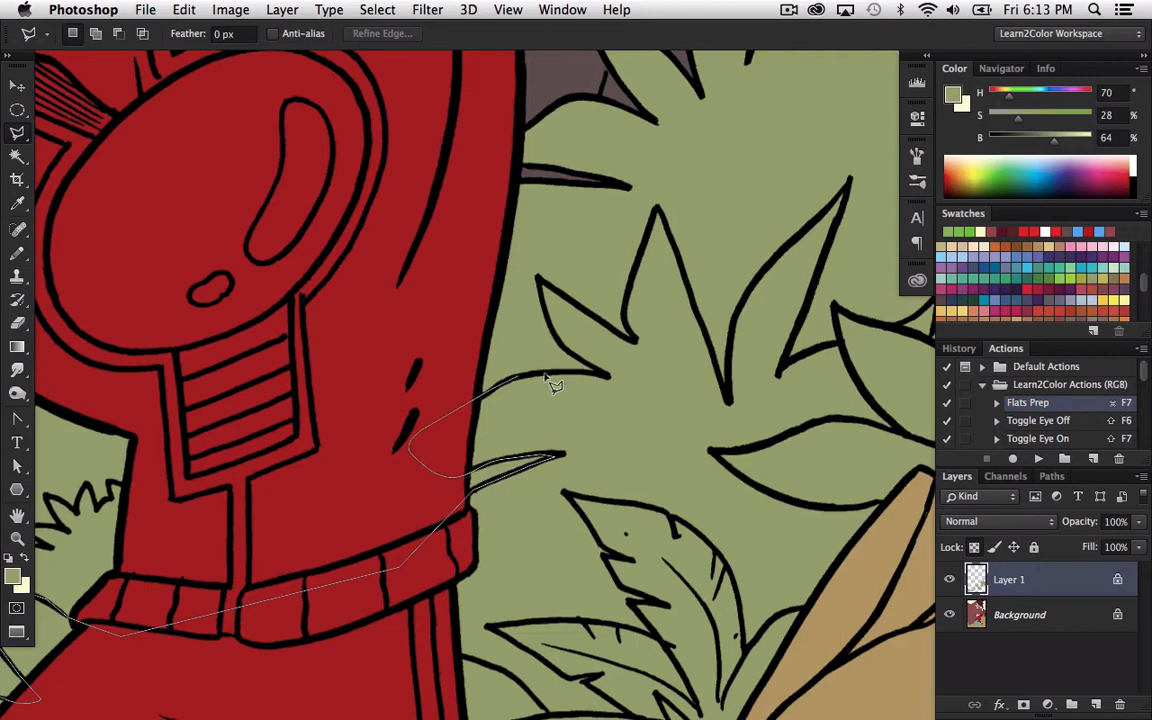 Photoshop File Edit Image Layer Type Select Filter 3D View Window Help Fri 6:13 PM
Feather: 0 px Anti-alias Refine Edge... Learn2Color Workspace
Color Navigator Info
H 70 °
S 28 %
B 64 %
Swatches
History Actions
Default Actions
Learn2Color Actions (RGB)
Flats Prep F7
Toggle Eye Off F6
Toggle Eye On F7
Layers Channels Paths
Kind
Normal Opacity: 100%
Lock: Fill: 100%
Layer 1
Background